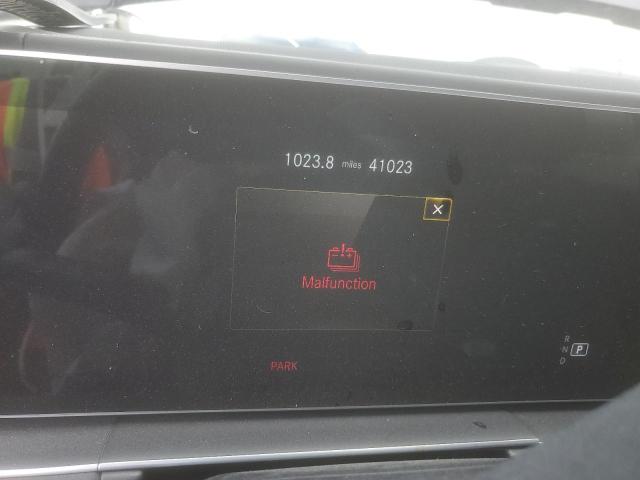 1023.8 miles 41023
×
Malfunction
PARK
R
N P
D